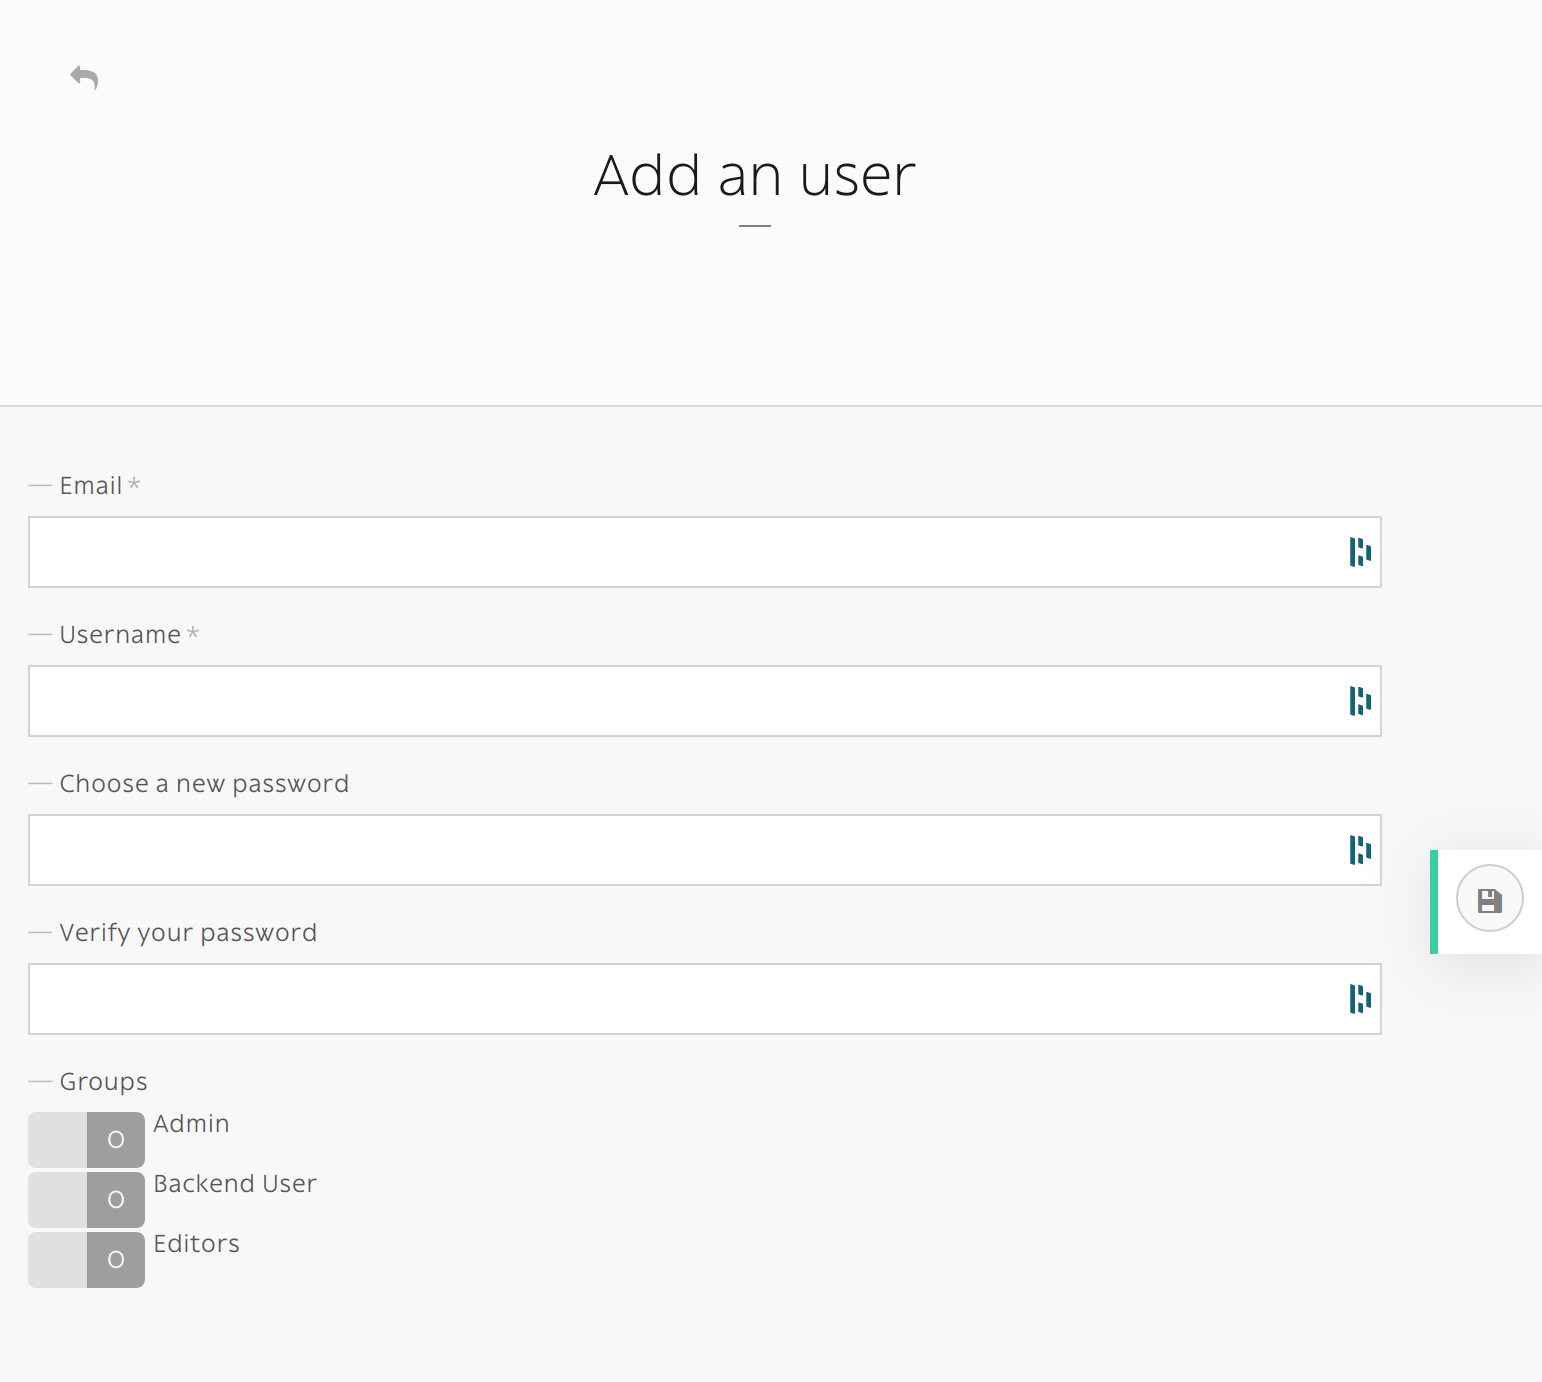 Add an user
— Email *
— Username *
— Choose a new password
— Verify your password
— Groups
O Admin
O Backend User
O Editors